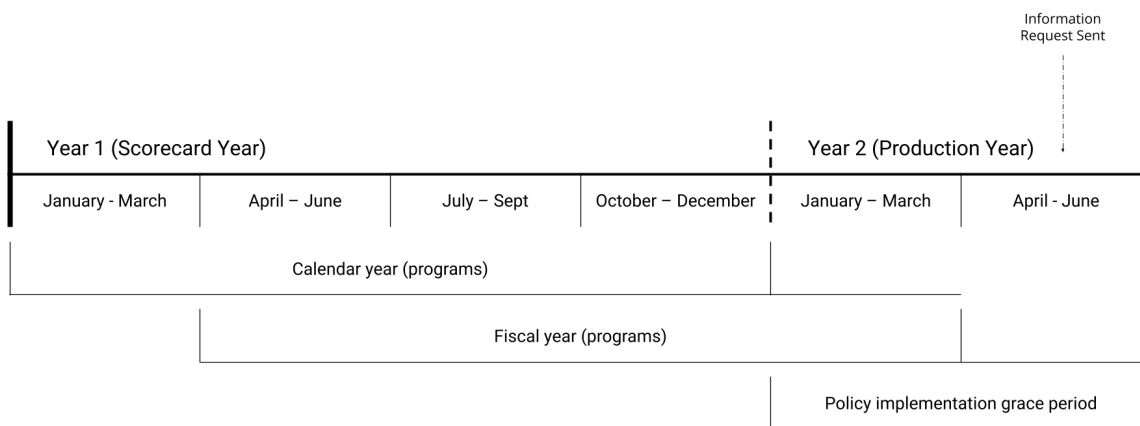 Information
Request Sent
Year 1 (Scorecard Year)
Year 2 (Production Year)
January - March
April – June
July – Sept
October – December
January – March
April - June
Calendar year (programs)
Fiscal year (programs)
Policy implementation grace period